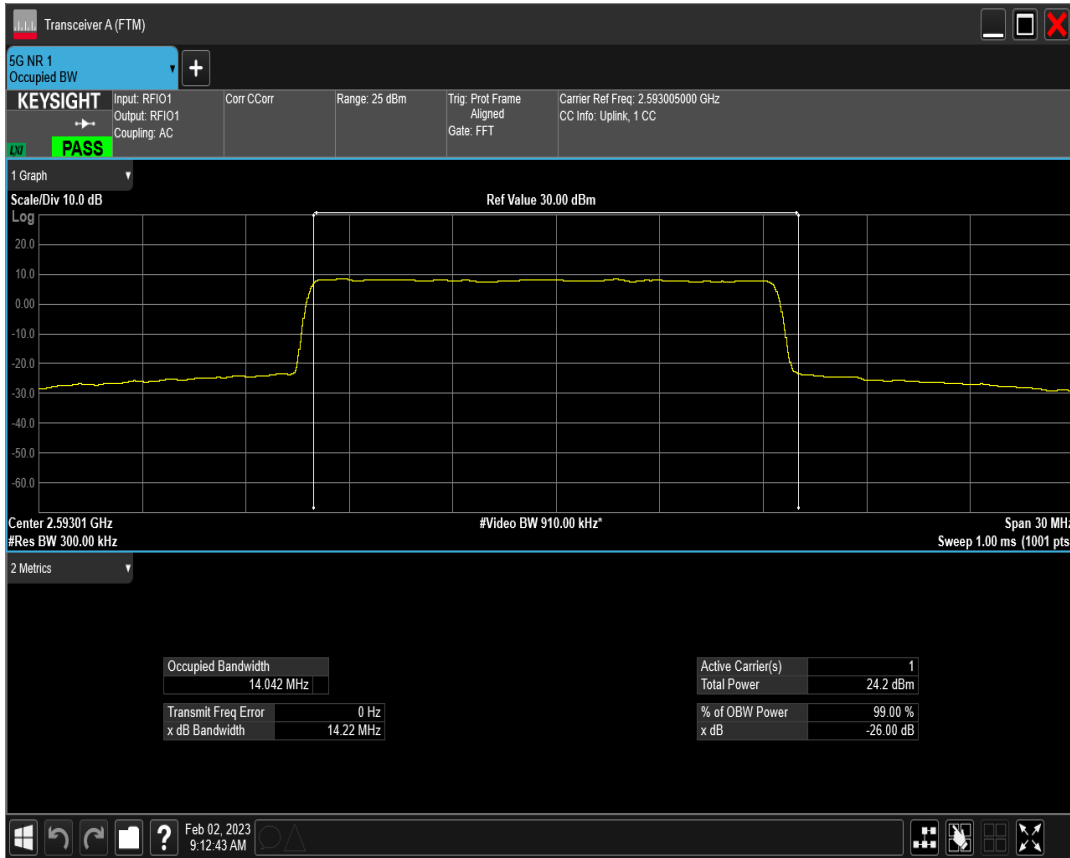 Transceiver A (FTM)
5G NR 1
Occupied BW
+
KEYSIGHT
LXI
PASS
Input: RFIO1
Output: RFIO1
Coupling: AC
Corr CCorr
Range: 25 dBm
Trig: Prot Frame
Aligned
Gate: FFT
Carrier Ref Freq: 2.593005000 GHz
CC Info: Uplink, 1 CC
1 Graph
Scale/Div 10.0 dB
Ref Value 30.00 dBm
Log
20.0
10.0
0.00
-10.0
-20.0
-30.0
-40.0
-50.0
-60.0
Center 2.59301 GHz
#Video BW 910.00 kHz*
Span 30 MHz
#Res BW 300.00 kHz
Sweep 1.00 ms (1001 pts
2 Metrics
Occupied Bandwidth
14.042 MHz
Transmit Freq Error 0 Hz
x dB Bandwidth 14.22 MHz
Active Carrier(s) 1
Total Power 24.2 dBm
% of OBW Power 99.00 %
x dB -26.00 dB
?
Feb 02, 2023
9:12:43 AM